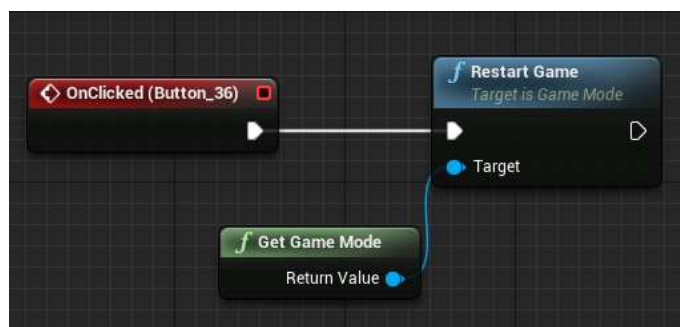 OnClicked (Button_36)
f Restart Game
Target is Game Mode
Target
f Get Game Mode
Return Value